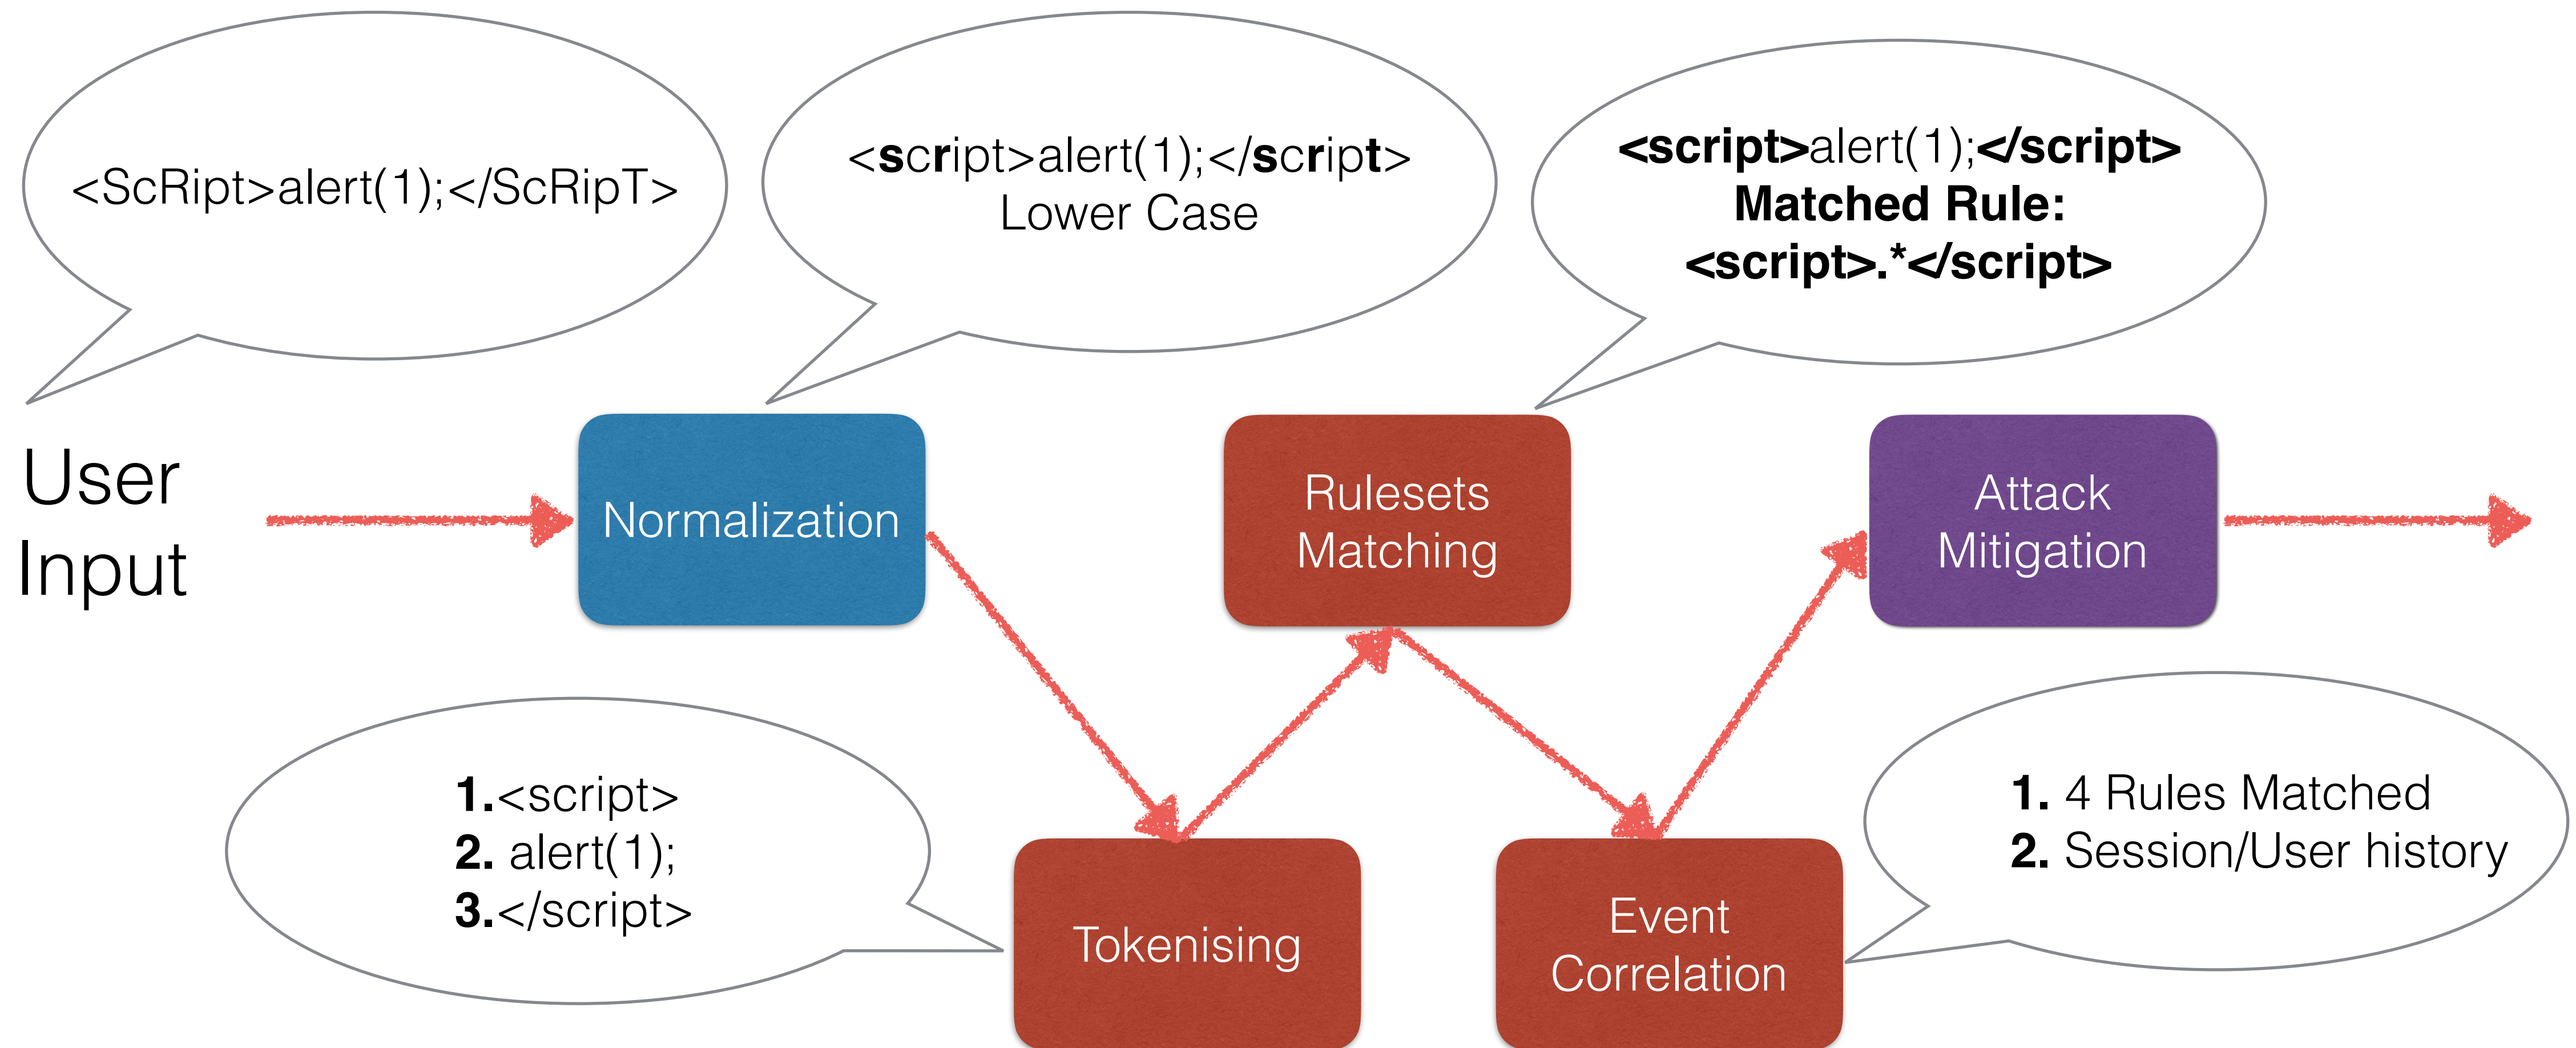 <ScRipt>alert(1);</ScRipT>
<script>alert(1);</script>
Lower Case
<script>alert(1);</script>
Matched Rule:
<script>.*</script>
User
Input
Normalization
Rulesets
Matching
Attack
Mitigation
1.<script>
2. alert(1);
3.</script>
Tokenising
Event
Correlation
1. 4 Rules Matched
2. Session/User history